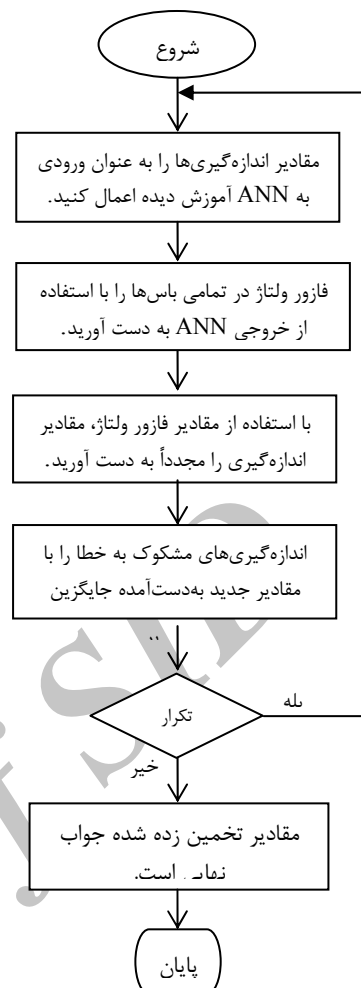 شروع
مقادیر اندازه‌گیری‌ها را به عنوان ورودی
به ANN آموزش دیده اعمال کنید.
فازور ولتاژ در تمامی باس‌ها را با استفاده
از خروجی ANN به دست آورید.
با استفاده از مقادیر فازور ولتاژ، مقادیر
اندازه‌گیری را مجدداً به دست آورید.
اندازه‌گیری‌های مشکوک به خطا را با
مقادیر جدید به‌دست‌آمده جایگزین
تکرار
بله
خیر
مقادیر تخمین زده شده جواب
نهایی است.
پایان